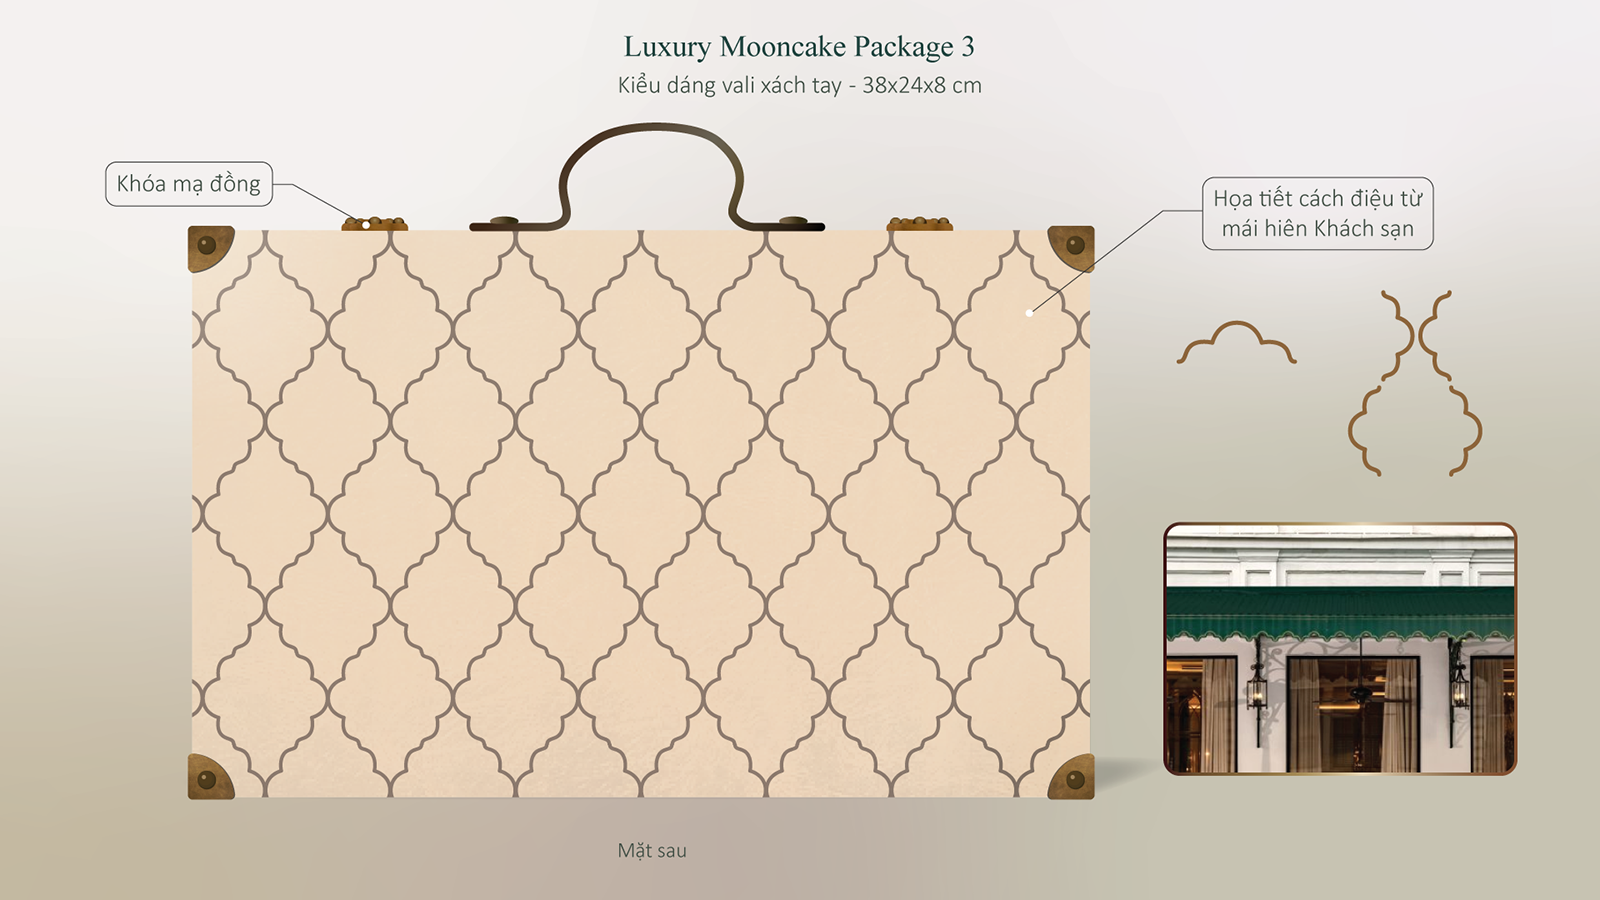 Luxury Mooncake Package 3
Kiểu dáng vali xách tay - 38x24x8 cm
Khóa mạ đồng
Họa tiết cách điệu từ
mái hiên Khách sạn
Mặt sau